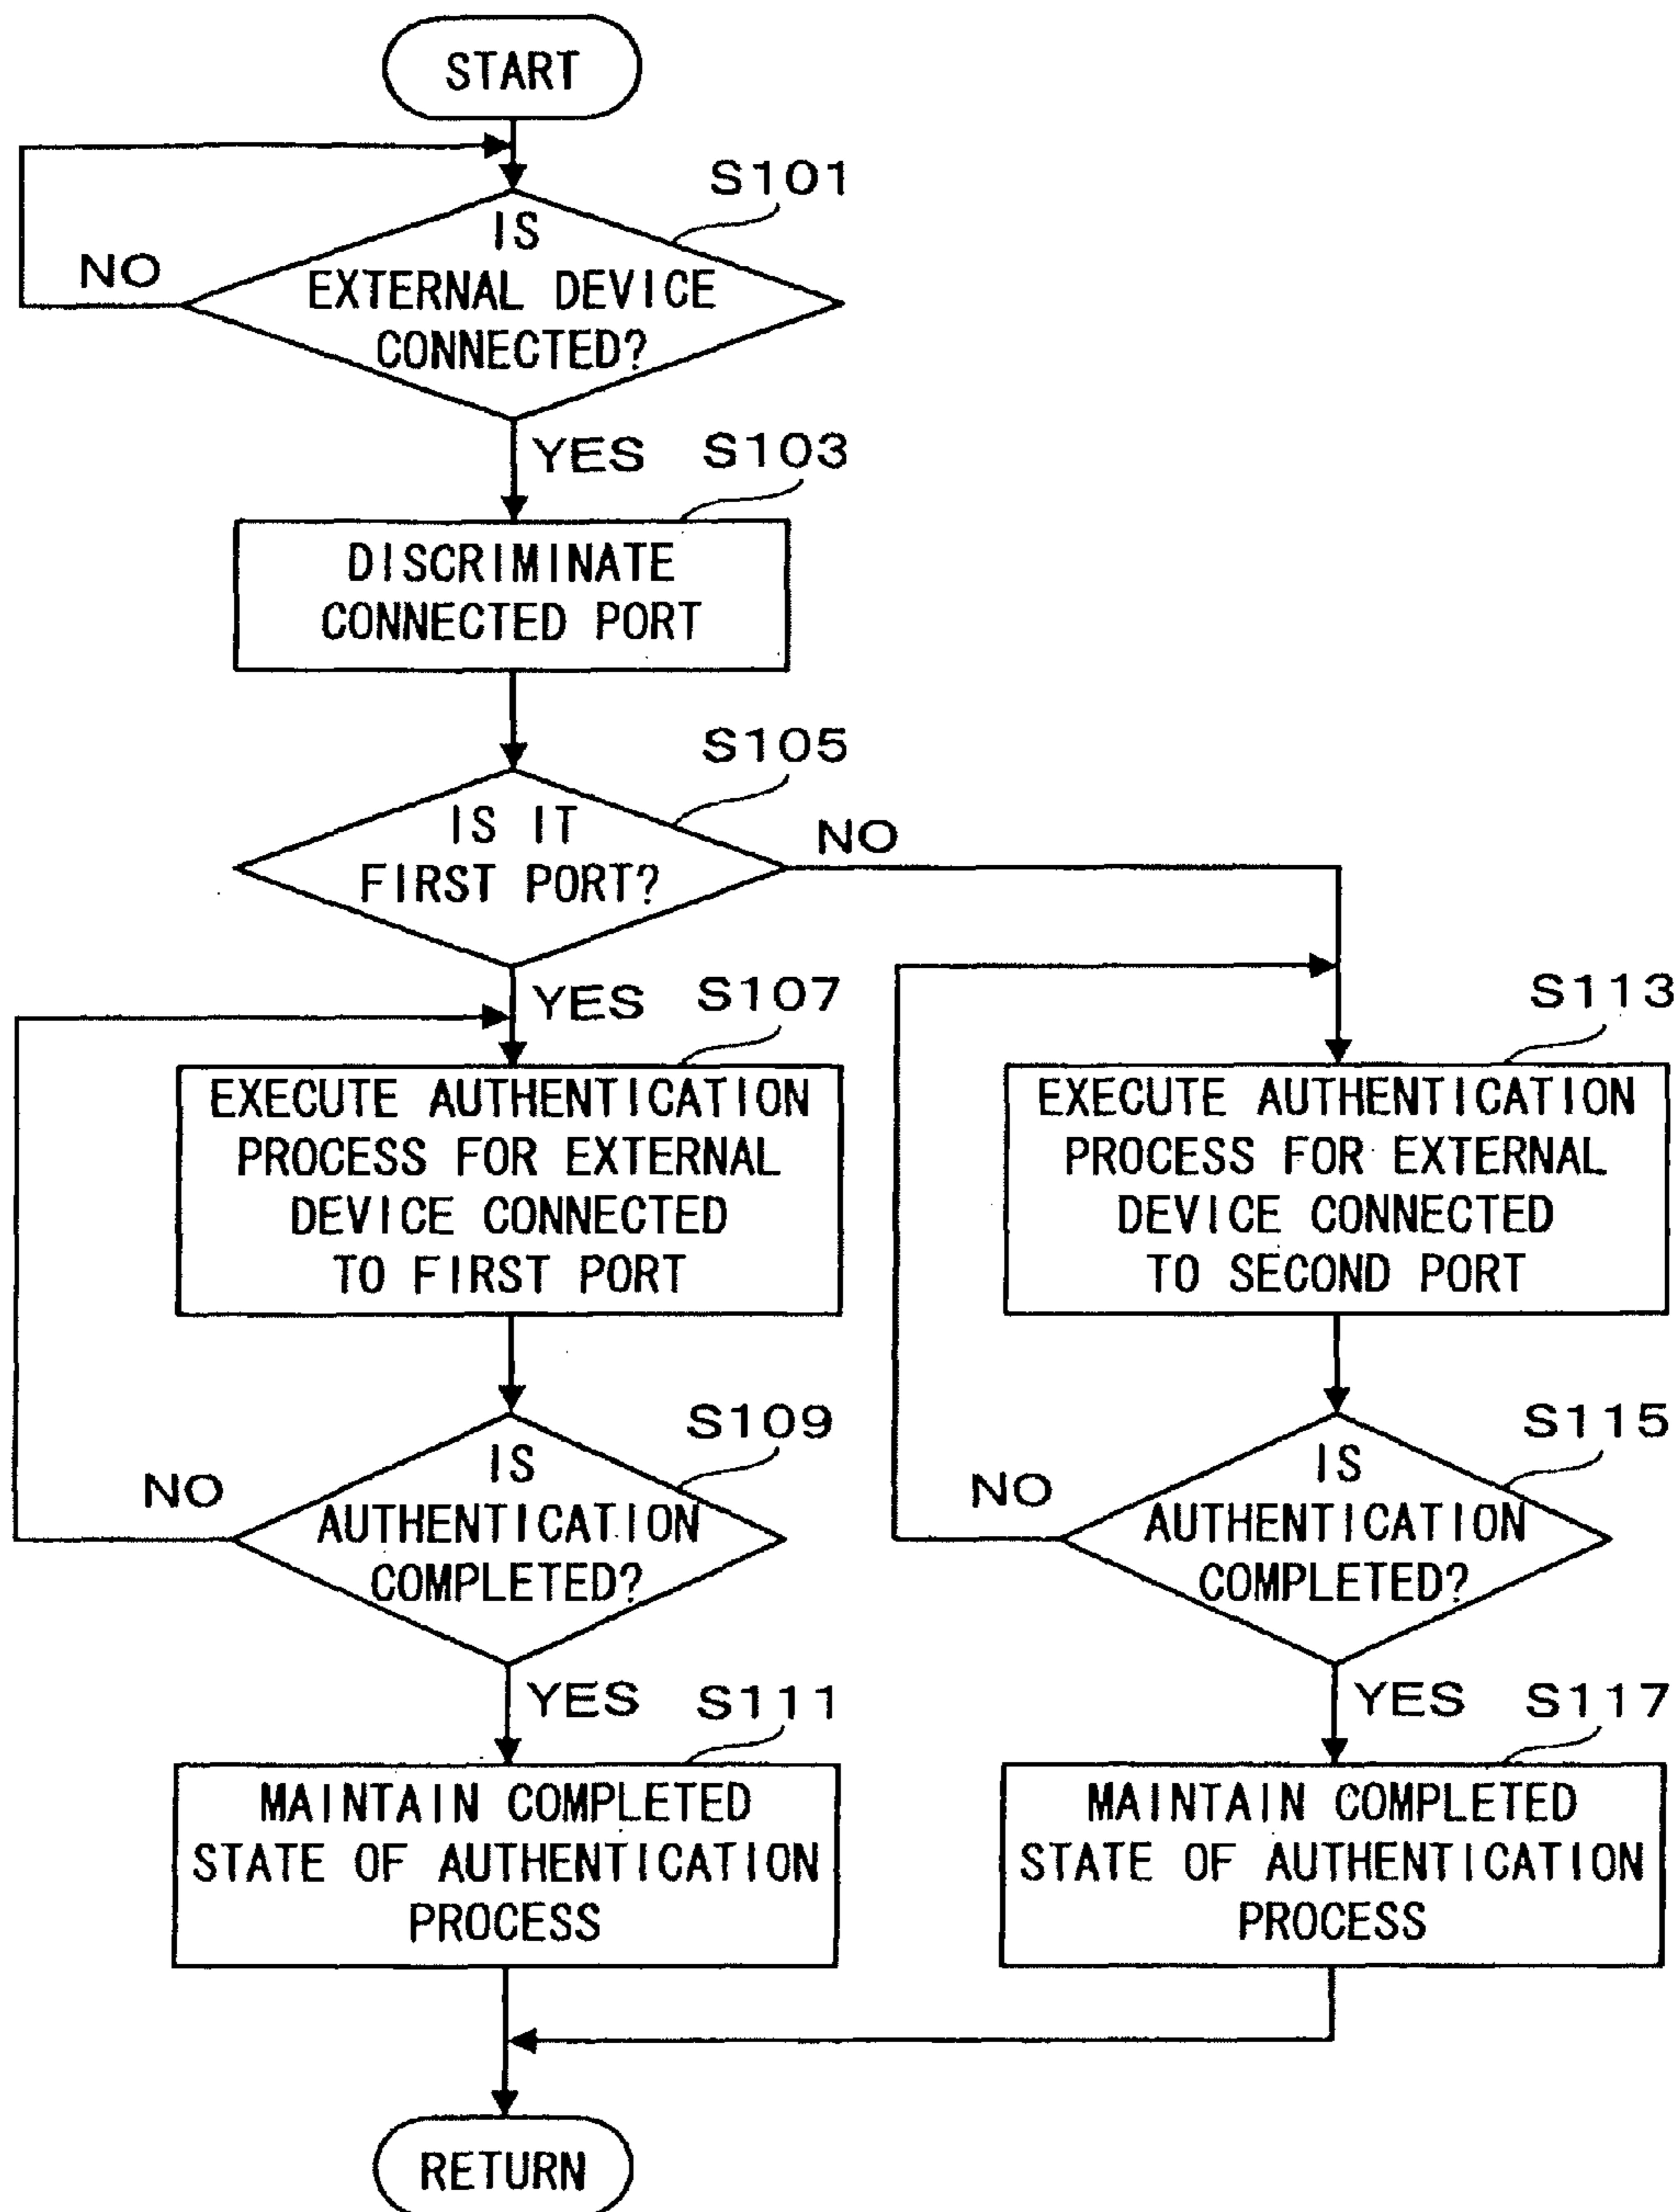 START
S101
IS
EXTERNAL DEVICE
CONNECTED?
NO
YES
S103
DISCRIMINATE
CONNECTED PORT
S105
IS IT
FIRST PORT?
NO
YES
S107
EXECUTE AUTHENTICATION
PROCESS FOR EXTERNAL
DEVICE CONNECTED
TO FIRST PORT
S109
IS
AUTHENTICATION
COMPLETED?
NO
YES
S111
MAINTAIN COMPLETED
STATE OF AUTHENTICATION
PROCESS
S113
EXECUTE AUTHENTICATION
PROCESS FOR EXTERNAL
DEVICE CONNECTED
TO SECOND PORT
S115
IS
AUTHENTICATION
COMPLETED?
NO
YES
S117
MAINTAIN COMPLETED
STATE OF AUTHENTICATION
PROCESS
RETURN